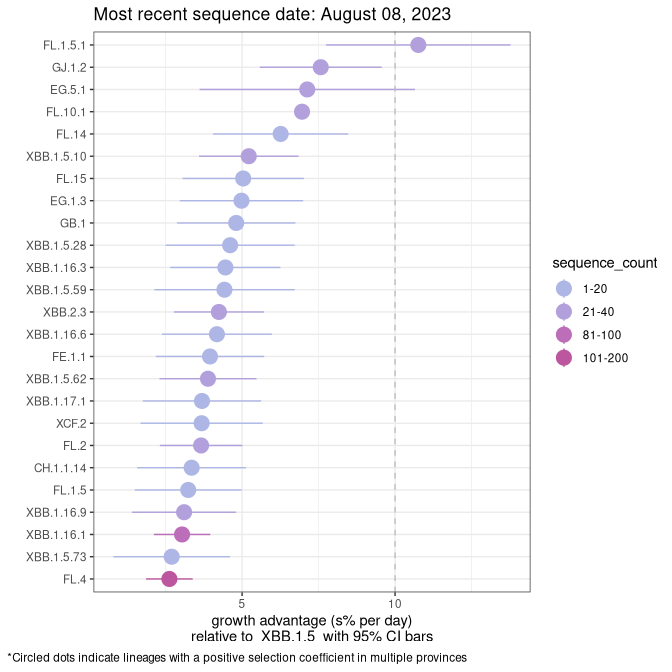 Most recent sequence date: August 08, 2023
FL.1.5.1
GJ.1.2
EG.5.1
FL.10.1
FL.14
XBB.1.5.10
FL.15
EG.1.3
GB.1
XBB.1.5.28
XBB.1.16.3
XBB.1.5.59
XBB.2.3
XBB.1.16.6
FE.1.1
XBB.1.5.62
XBB.1.17.1
XCF.2
FL.2
CH.1.1.14
FL.1.5
XBB.1.16.9
XBB.1.16.1
XBB.1.5.73
FL.4
5 10
growth advantage (s% per day)
relative to XBB.1.5 with 95% CI bars
sequence_count
1-20
21-40
81-100
101-200
*Circled dots indicate lineages with a positive selection coefficient in multiple provinces